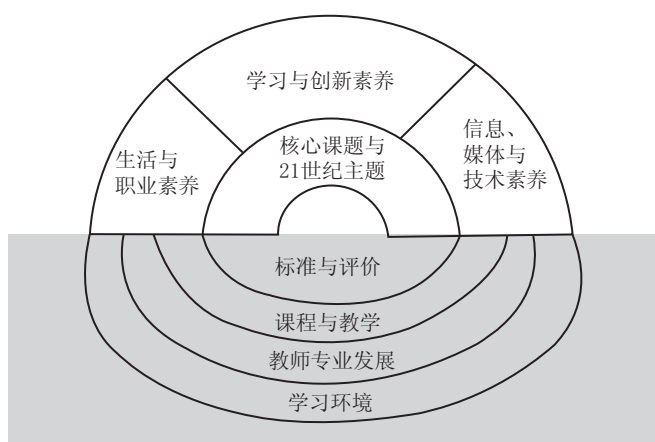 学习与创新素养
生活与
职业素养
核心课题与
21世纪主题
信息、
媒体与
技术素养
标准与评价
课程与教学
教师专业发展
学习环境